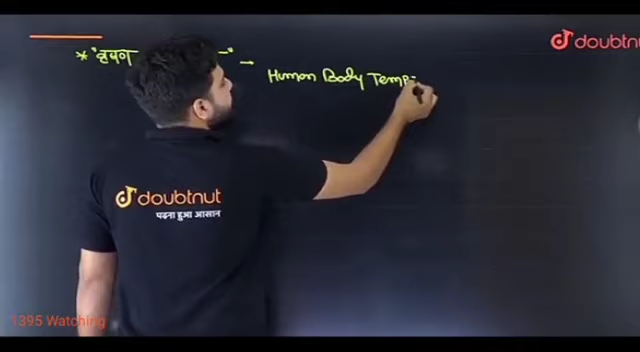 doubtnut
* "वृषण
" →
Human Body Temp:
doubtnut
पढ़ना हुआ आसान
1395 Watching